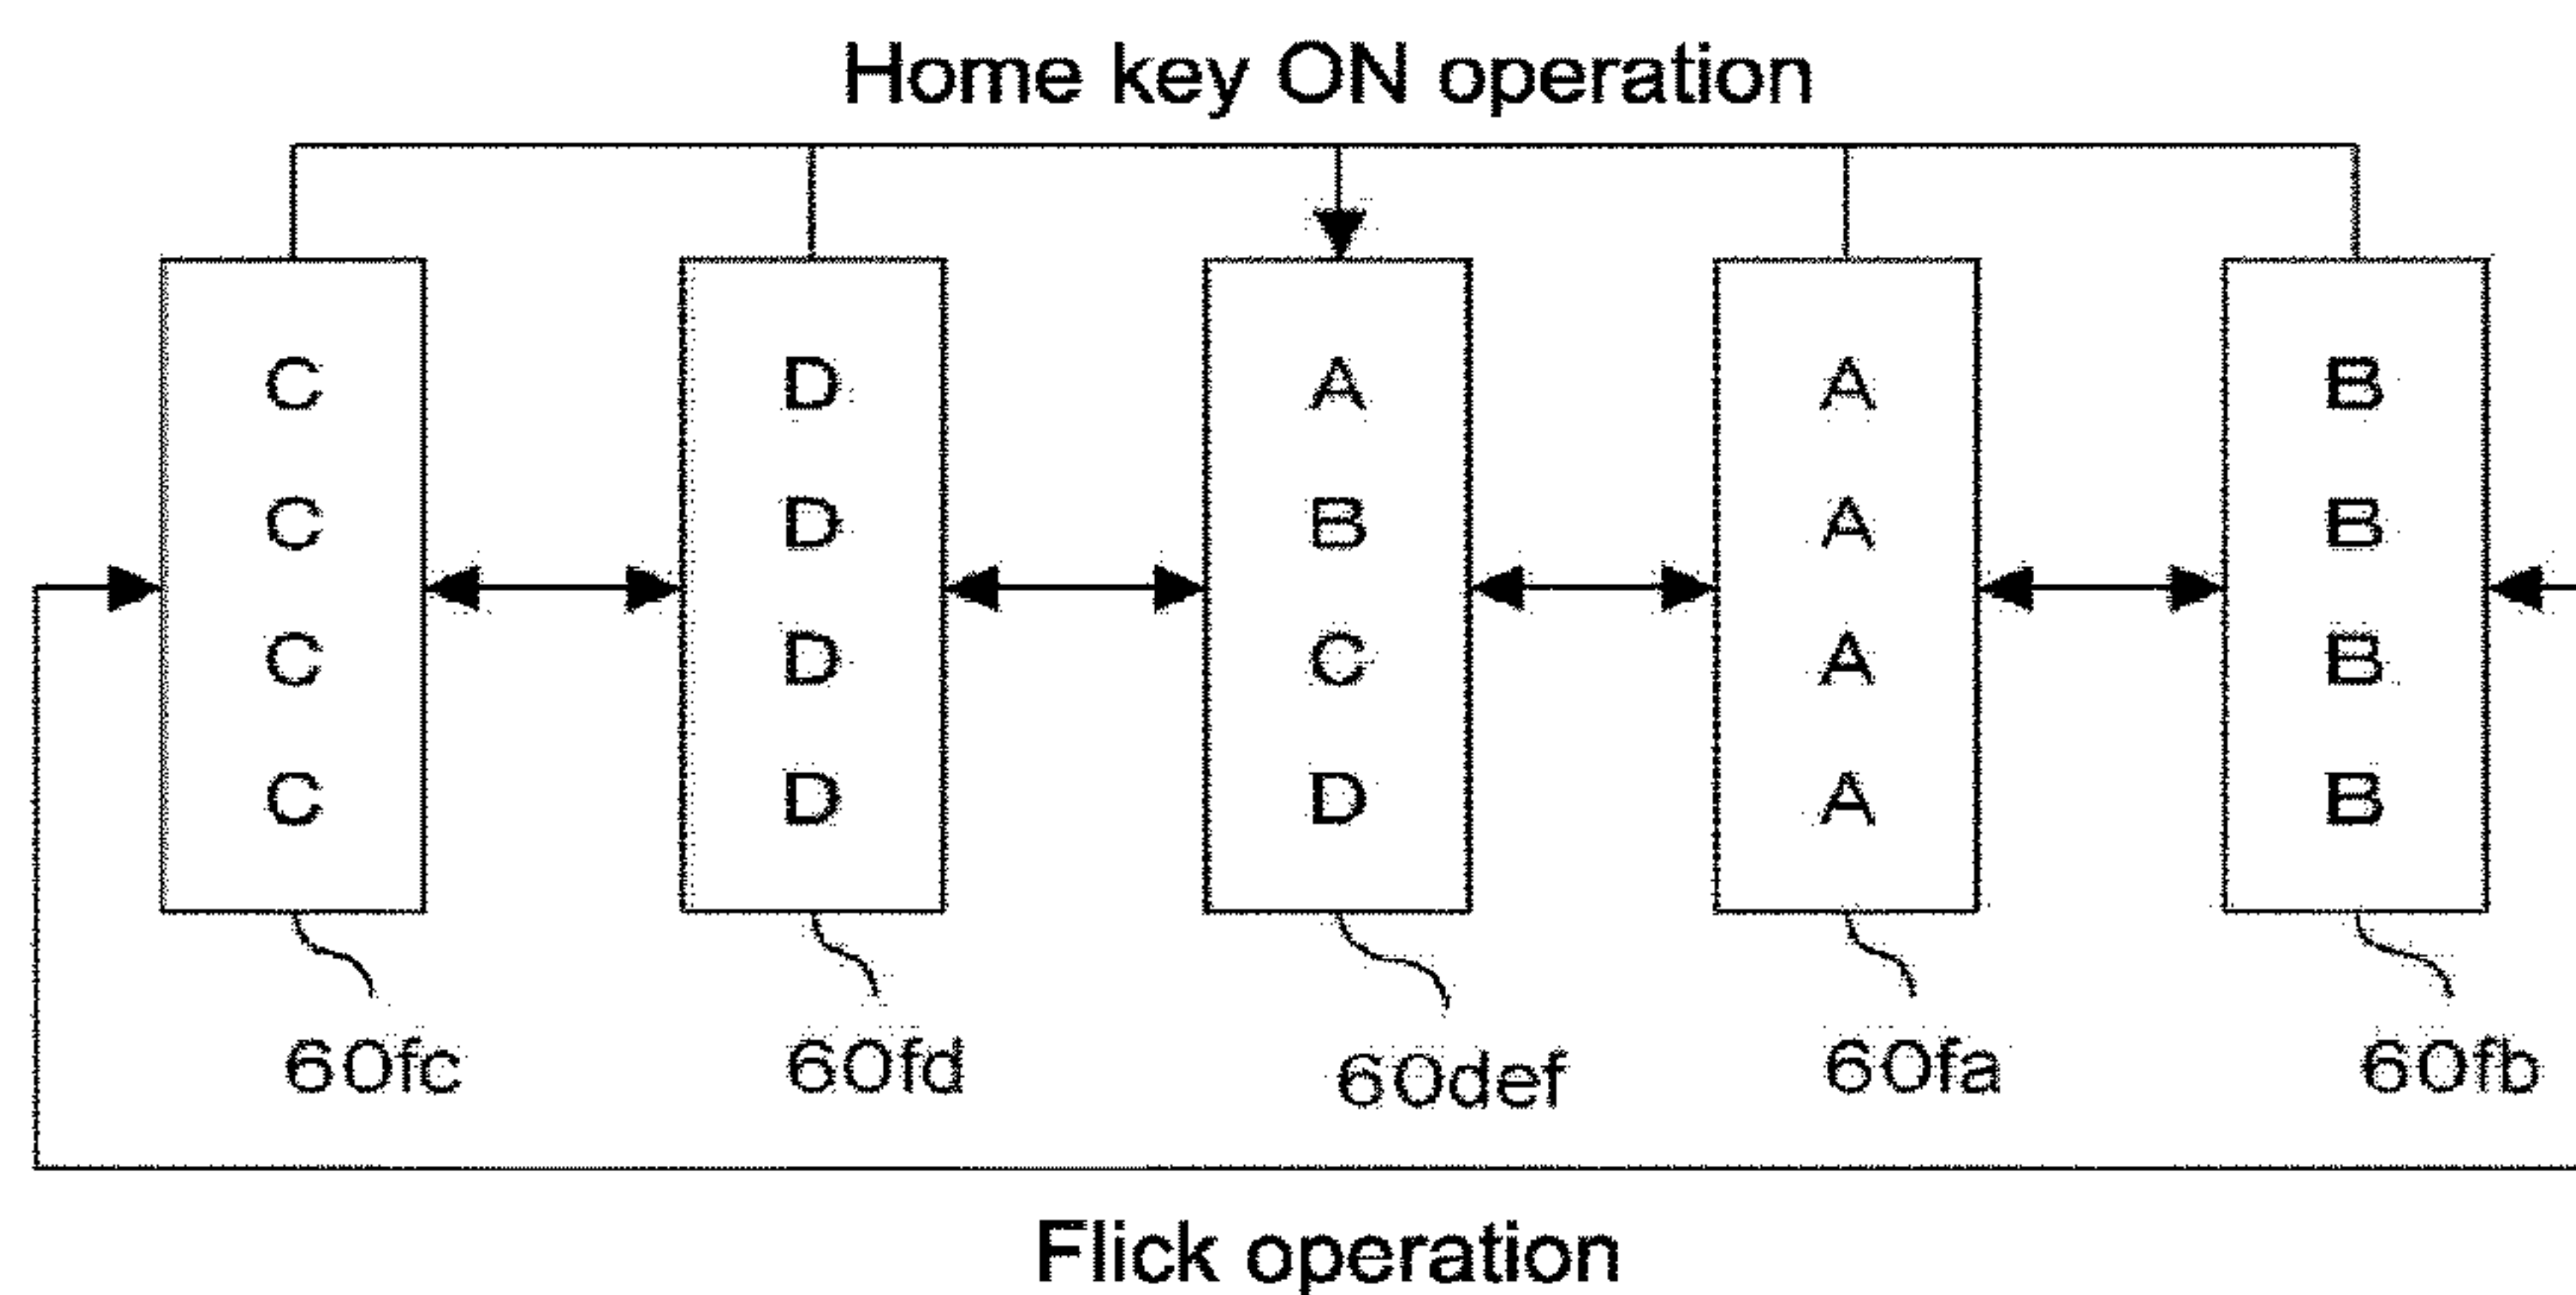 Home key ON operation
C D A A B
C D B A B
C D C A B
C D D A B
60fc 60fd 60def 60fa 60fb
Flick operation